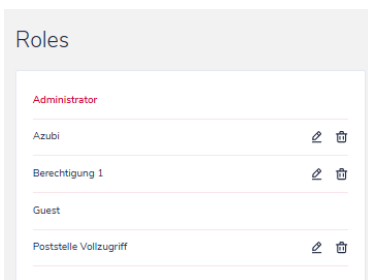 Roles
Administrator
Azubi
Berechtigung 1
Guest
Poststelle Vollzugriff